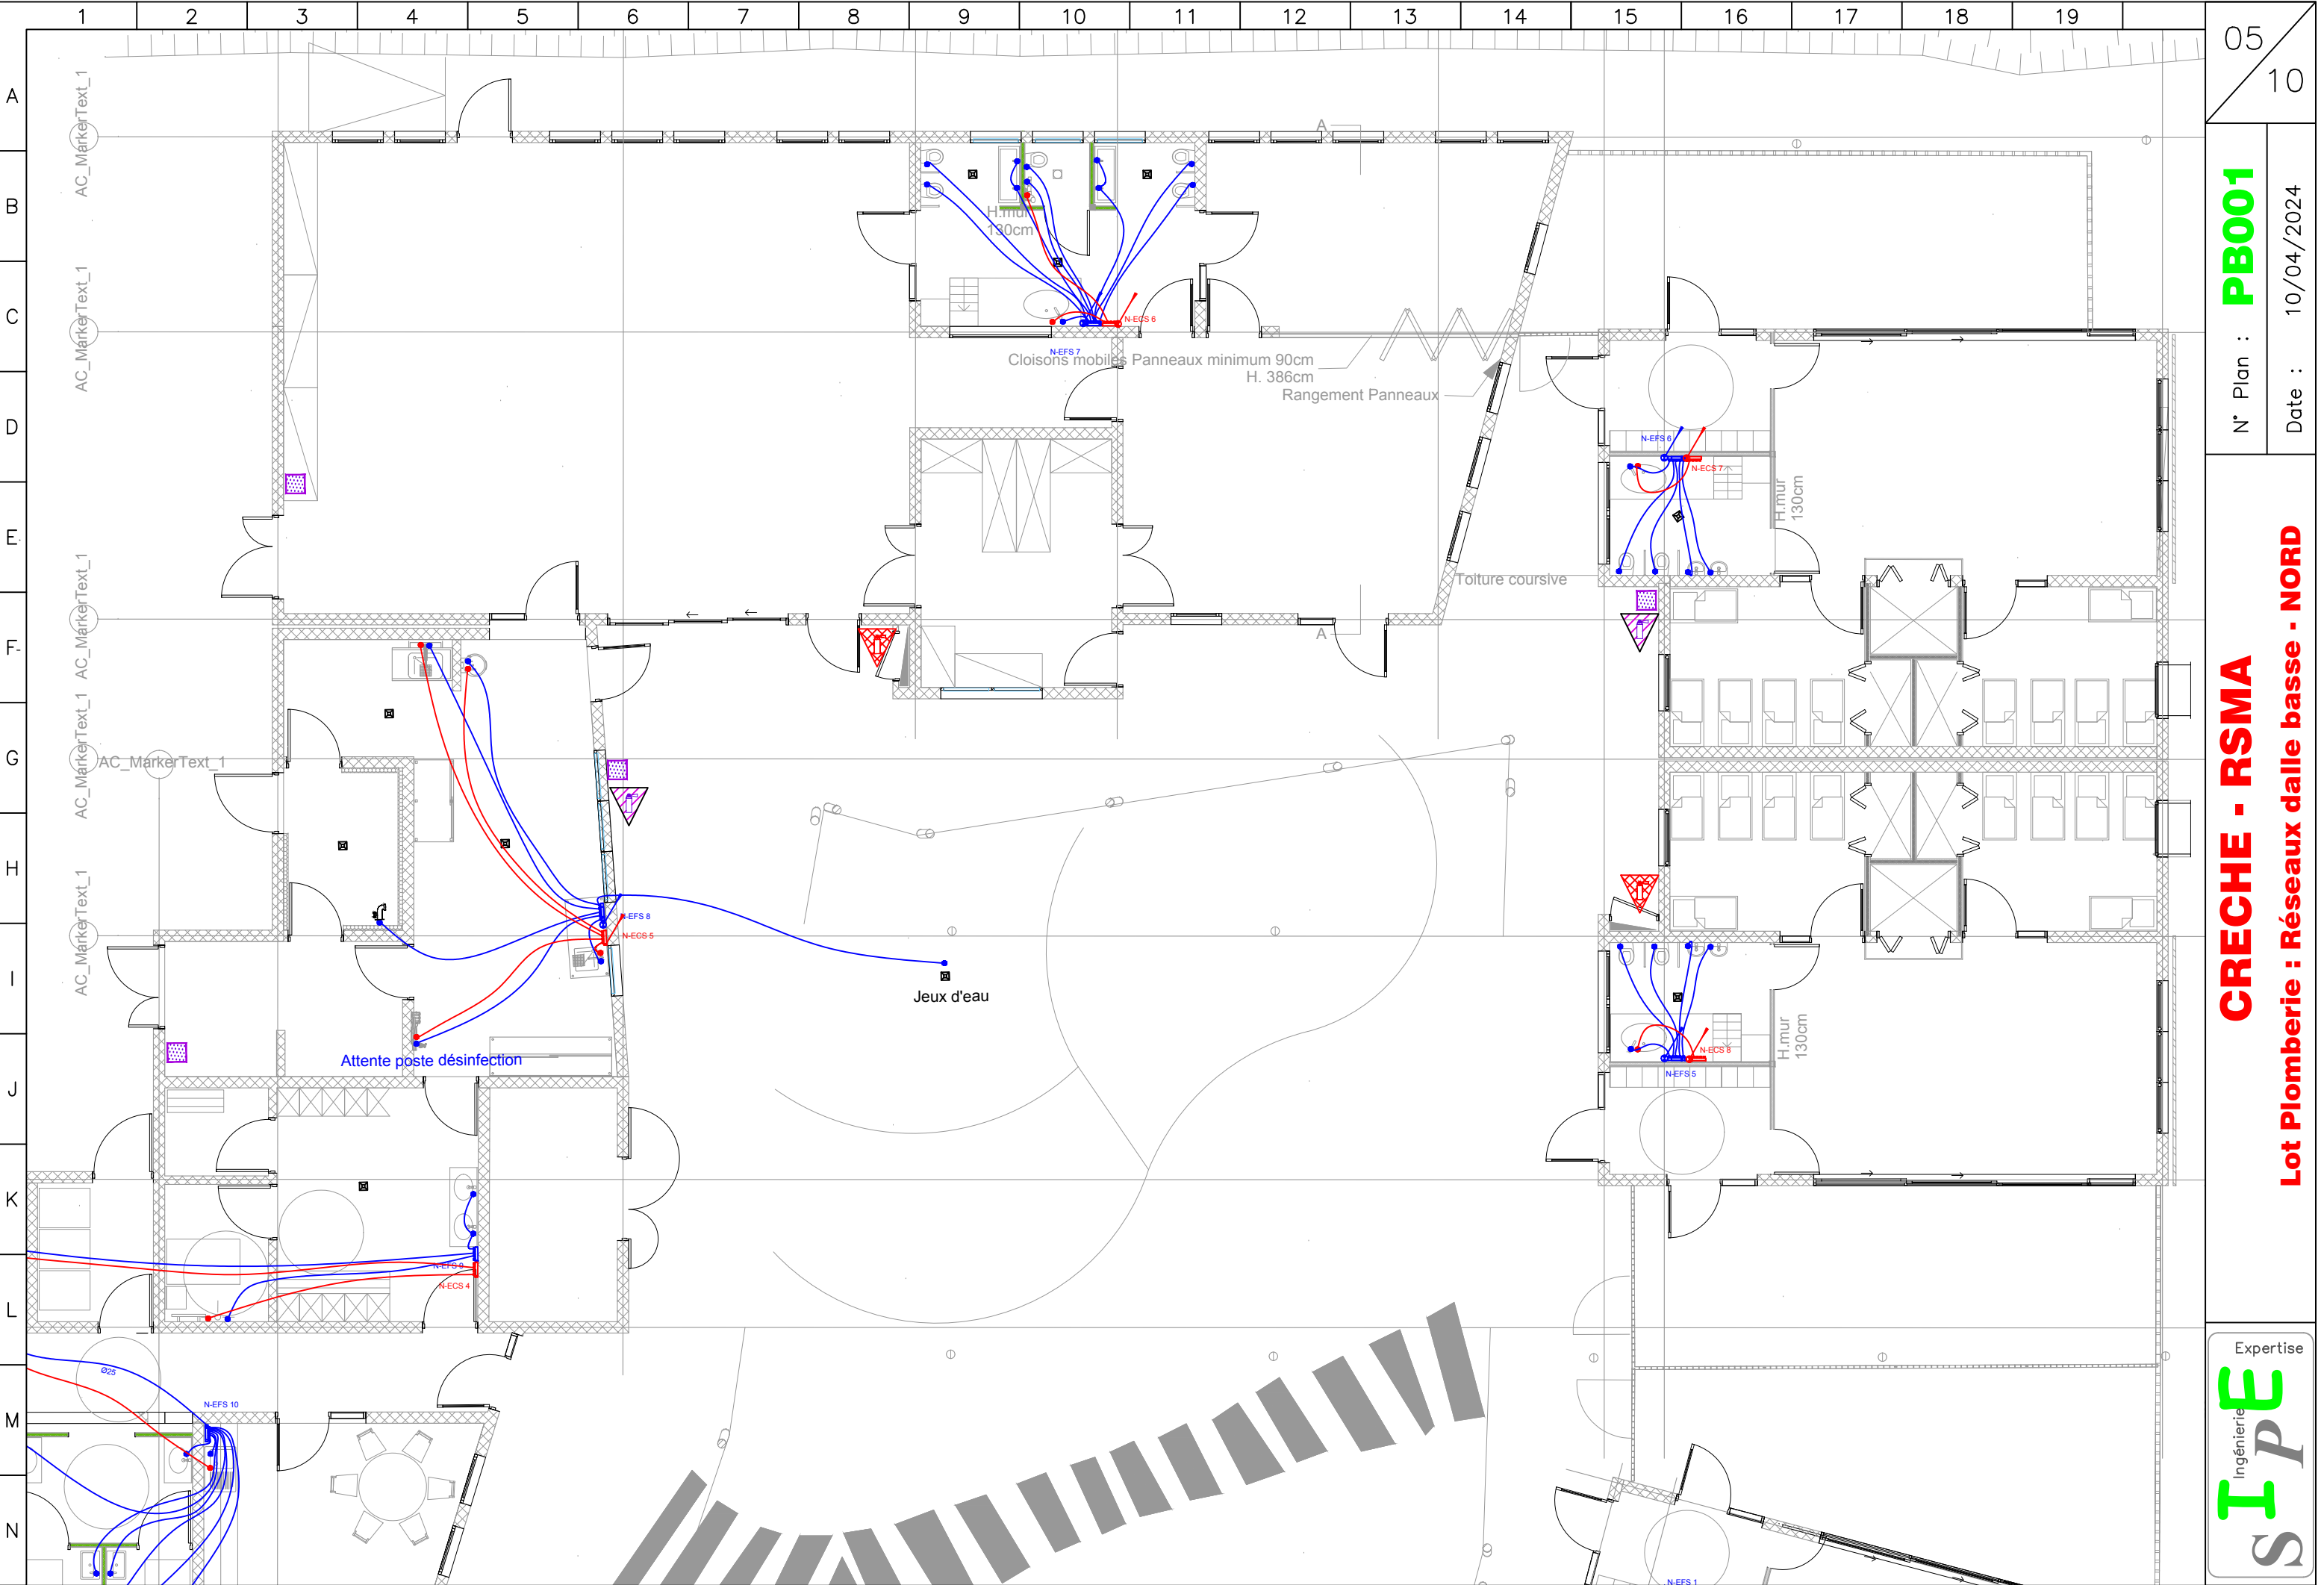 1 2 3 4 5 6 7 8 9 10 11 12 13 14 15 16 17 18 19
A
B
C
D
E
F
G
H
I
J
K
L
M
N
AC_MarkerText_1
AC_MarkerText_1
AC_MarkerText_1
AC_MarkerText_1
AC_MarkerText_1
AC_MarkerText_1
A
A
H.mur
130cm
N-ECS 6
N-EFS 7
Cloisons mobiles Panneaux minimum 90cm
H. 386cm
Rangement Panneaux
N-EFS 6
N-ECS 7
H.mur
130cm
Toiture coursive
N-EFS 8
N-ECS 5
Jeux d'eau
Attente poste désinfection
H.mur
130cm
N-ECS 8
N-EFS 5
N-EFS 9
N-ECS 4
Ø25
N-EFS 10
N-EFS 1
05
10
N° Plan : PB001
Date : 10/04/2024
CRECHE - RSMA
Lot Plomberie : Réseaux dalle basse - NORD
Expertise
Ingénierie
SIPE